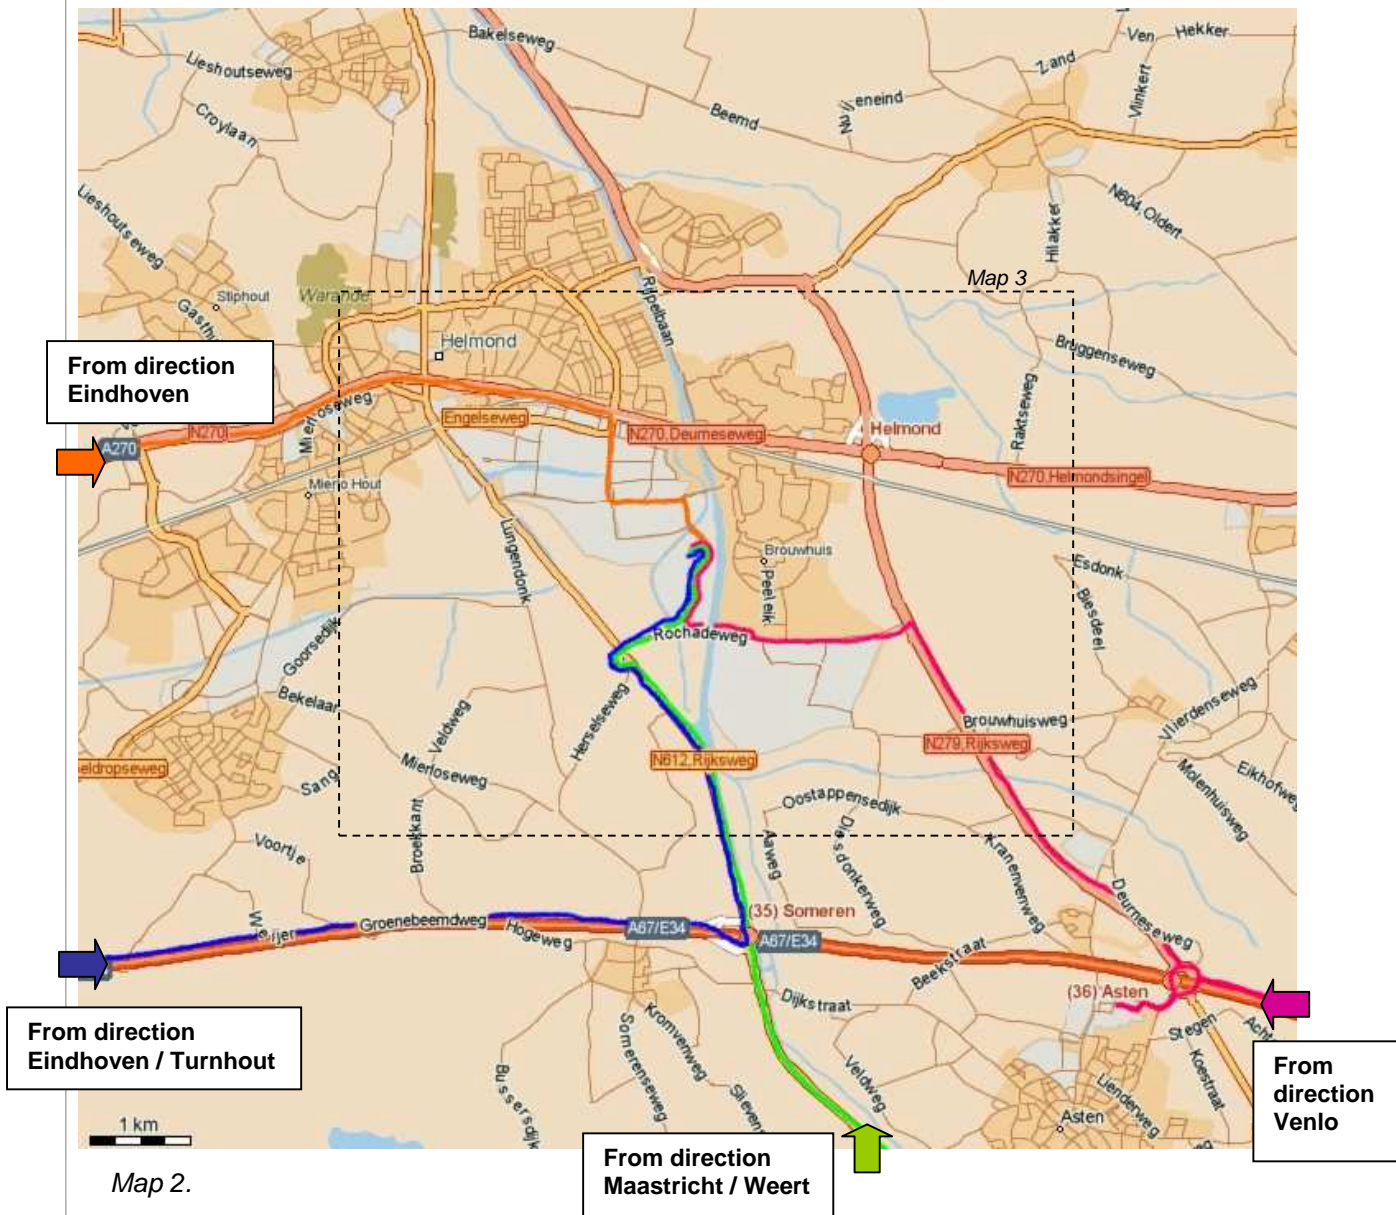 Bakelseweg
Ven
Hekker
Lieshoutseweg
Zand
Vlinkert
Croylaan
Beemd
Nuijeneind
Lieshoutseweg
N604, Oldert
Hilakker
Map 3
Stiphout
Warande
Rijpelbaan
Helmond
Bruggenseweg
Raktseweg
From direction
Eindhoven
Mierloseweg
N270
A270
Engelseweg
N270, Deurneseweg
Helmond
N270, Helmondsingel
Mierlo Hout
Lungendonk
Brouwhuis
Peeleik
Esdonk
Biesdeel
Goorsedijk
Rochadeweg
Bekelaar
Veldweg
Herselseweg
Brouwhuisweg
Vlierdenseweg
N279, Rijksweg
N612, Rijksweg
eldropseweg
Sang
Mierloseweg
Molenhuisweg
Eikhofweg
Oostappensedijk
Voortje
Broekkant
Aaweg
Diesdonkerweg
Kranenvenweg
Deurneseweg
(35) Someren
Groenebeemdweg
Hogeweg
A67/E34
A67/E34
Beekstraat
Dijkstraat
(36) Asten
Stegen
Koestraat
From direction
Eindhoven / Turnhout
Kromvenweg
Somerenseweg
Bussersdijk
Slievens
Veldweg
Lienderweg
Asten
From
direction
Venlo
1 km
From direction
Maastricht / Weert
Map 2.